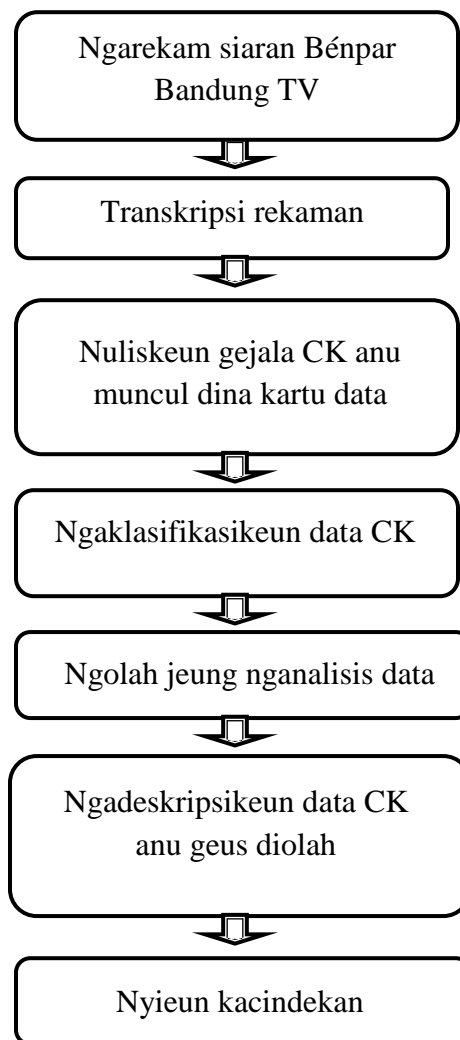 Ngarekam siaran Bénpar
Bandung TV
Transkripsi rekaman
Nuliskeun gejala CK anu
muncul dina kartu data
Ngaklasifikasikeun data CK
Ngolah jeung nganalisis data
Ngadeskripsikeun data CK
anu geus diolah
Nyieun kacindekan